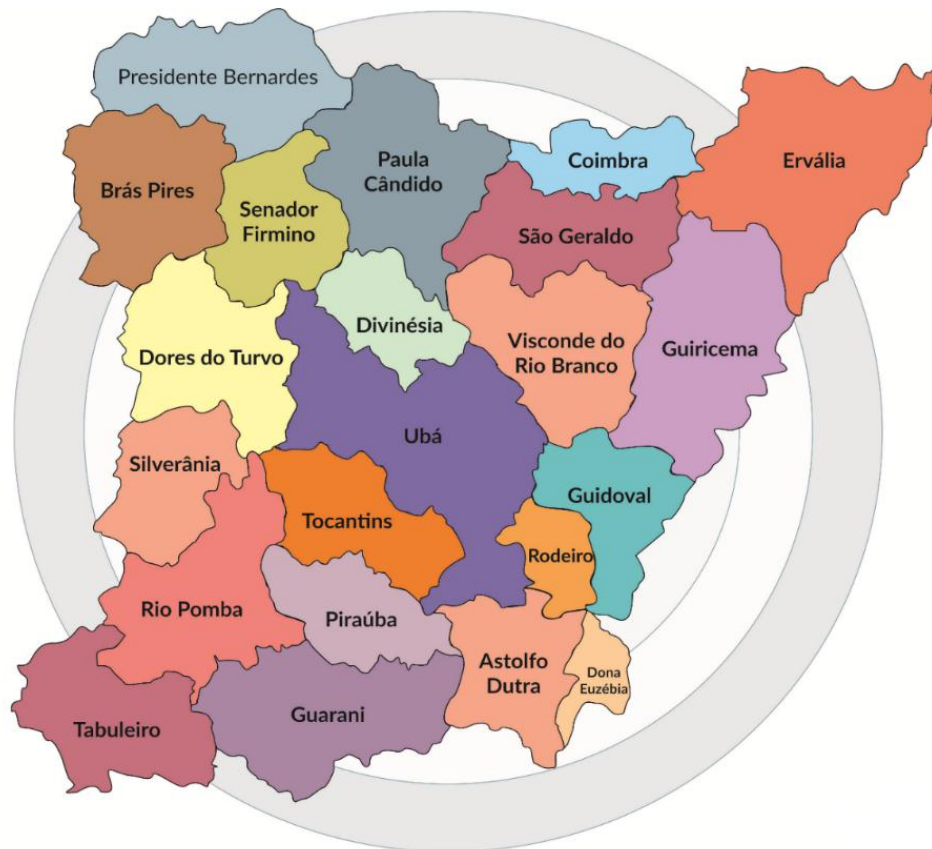 Presidente Bernardes
Paula
Cândido
Coimbra
Ervália
Brás Pires
Senador
Firmino
São Geraldo
Divinésia
Visconde do
Rio Branco
Guiricema
Dores do Turvo
Ubá
Silverânia
Guidoval
Tocantins
Rodeiro
Rio Pomba
Piraúba
Astolfo
Dutra
Dona
Euzébia
Guarani
Tabuleiro